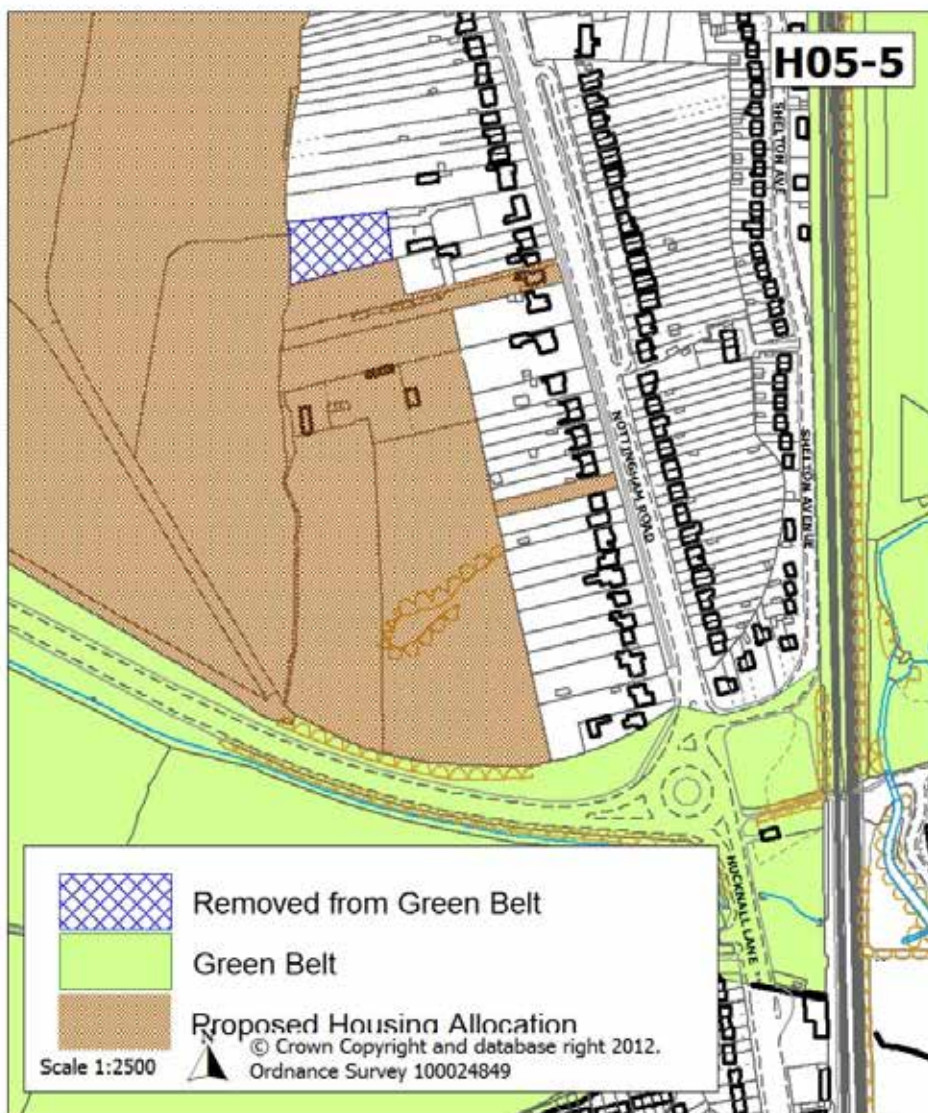 H05-5
SHELTON AVE
NOTTINGHAM ROAD
SHELTON AVENUE
HUCKNALL LANE
Removed from Green Belt
Green Belt
Proposed Housing Allocation
N
Scale 1:2500
© Crown Copyright and database right 2012.
Ordnance Survey 100024849